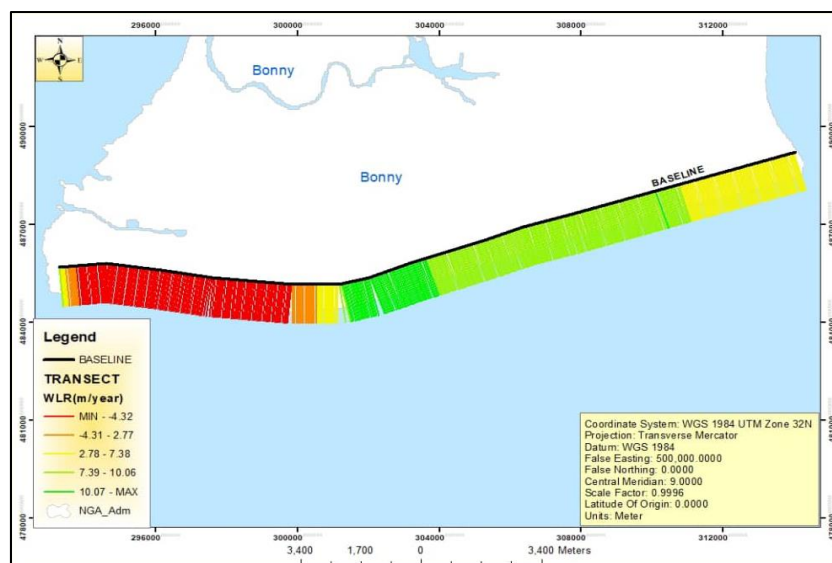 296000 300000 304000 308000 312000
N
W E
S
Bonny
Bonny
BASELINE
490000
490000
487000
487000
484000
484000
481000
481000
478000
Legend
BASELINE
TRANSECT
WLR(m/year)
MIN - -4.32
-4.31 - 2.77
2.78 - 7.38
7.39 - 10.06
10.07 - MAX
NGA_Adm
Coordinate System: WGS 1984 UTM Zone 32N
Projection: Transverse Mercator
Datum: WGS 1984
False Easting: 500,000.0000
False Northing: 0.0000
Central Meridian: 9.0000
Scale Factor: 0.9996
Latitude Of Origin: 0.0000
Units: Meter
296000 300000 304000 308000 312000
3,400 1,700 0 3,400 Meters